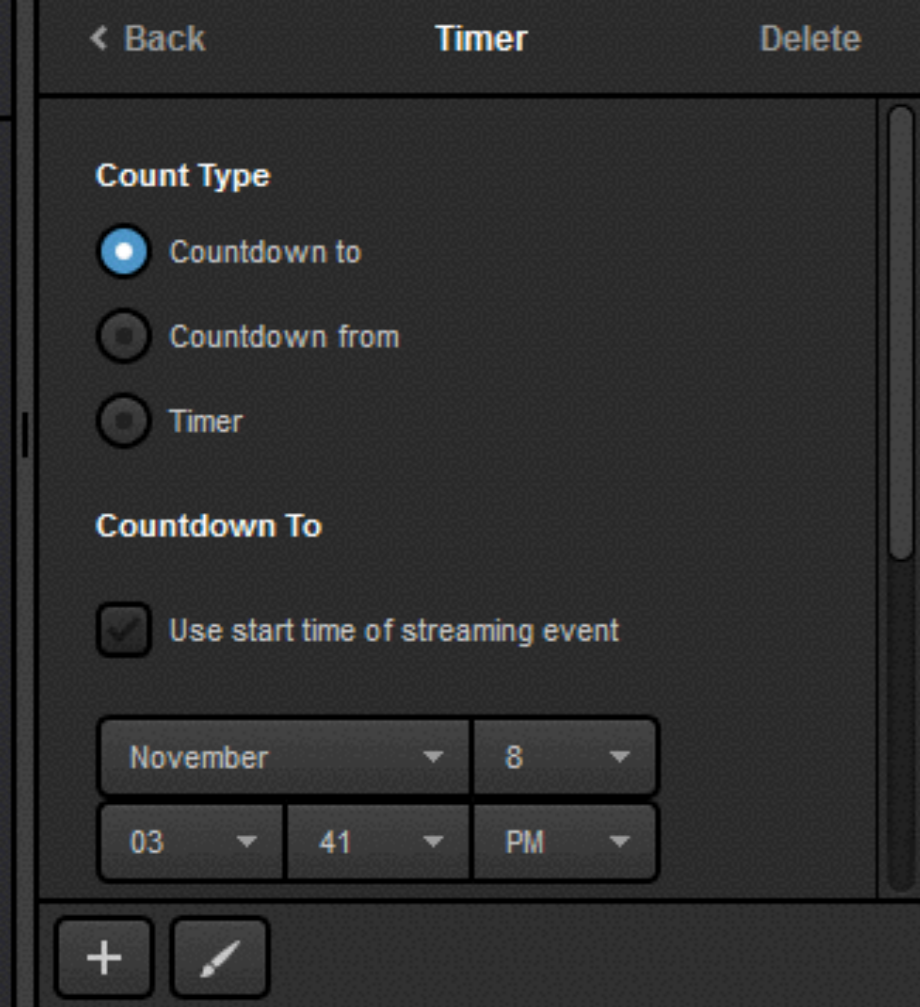 Back Timer Delete
Count Type
Countdown to
Countdown from
Timer
Countdown To
Use start time of streaming event
November 8
03 41 PM